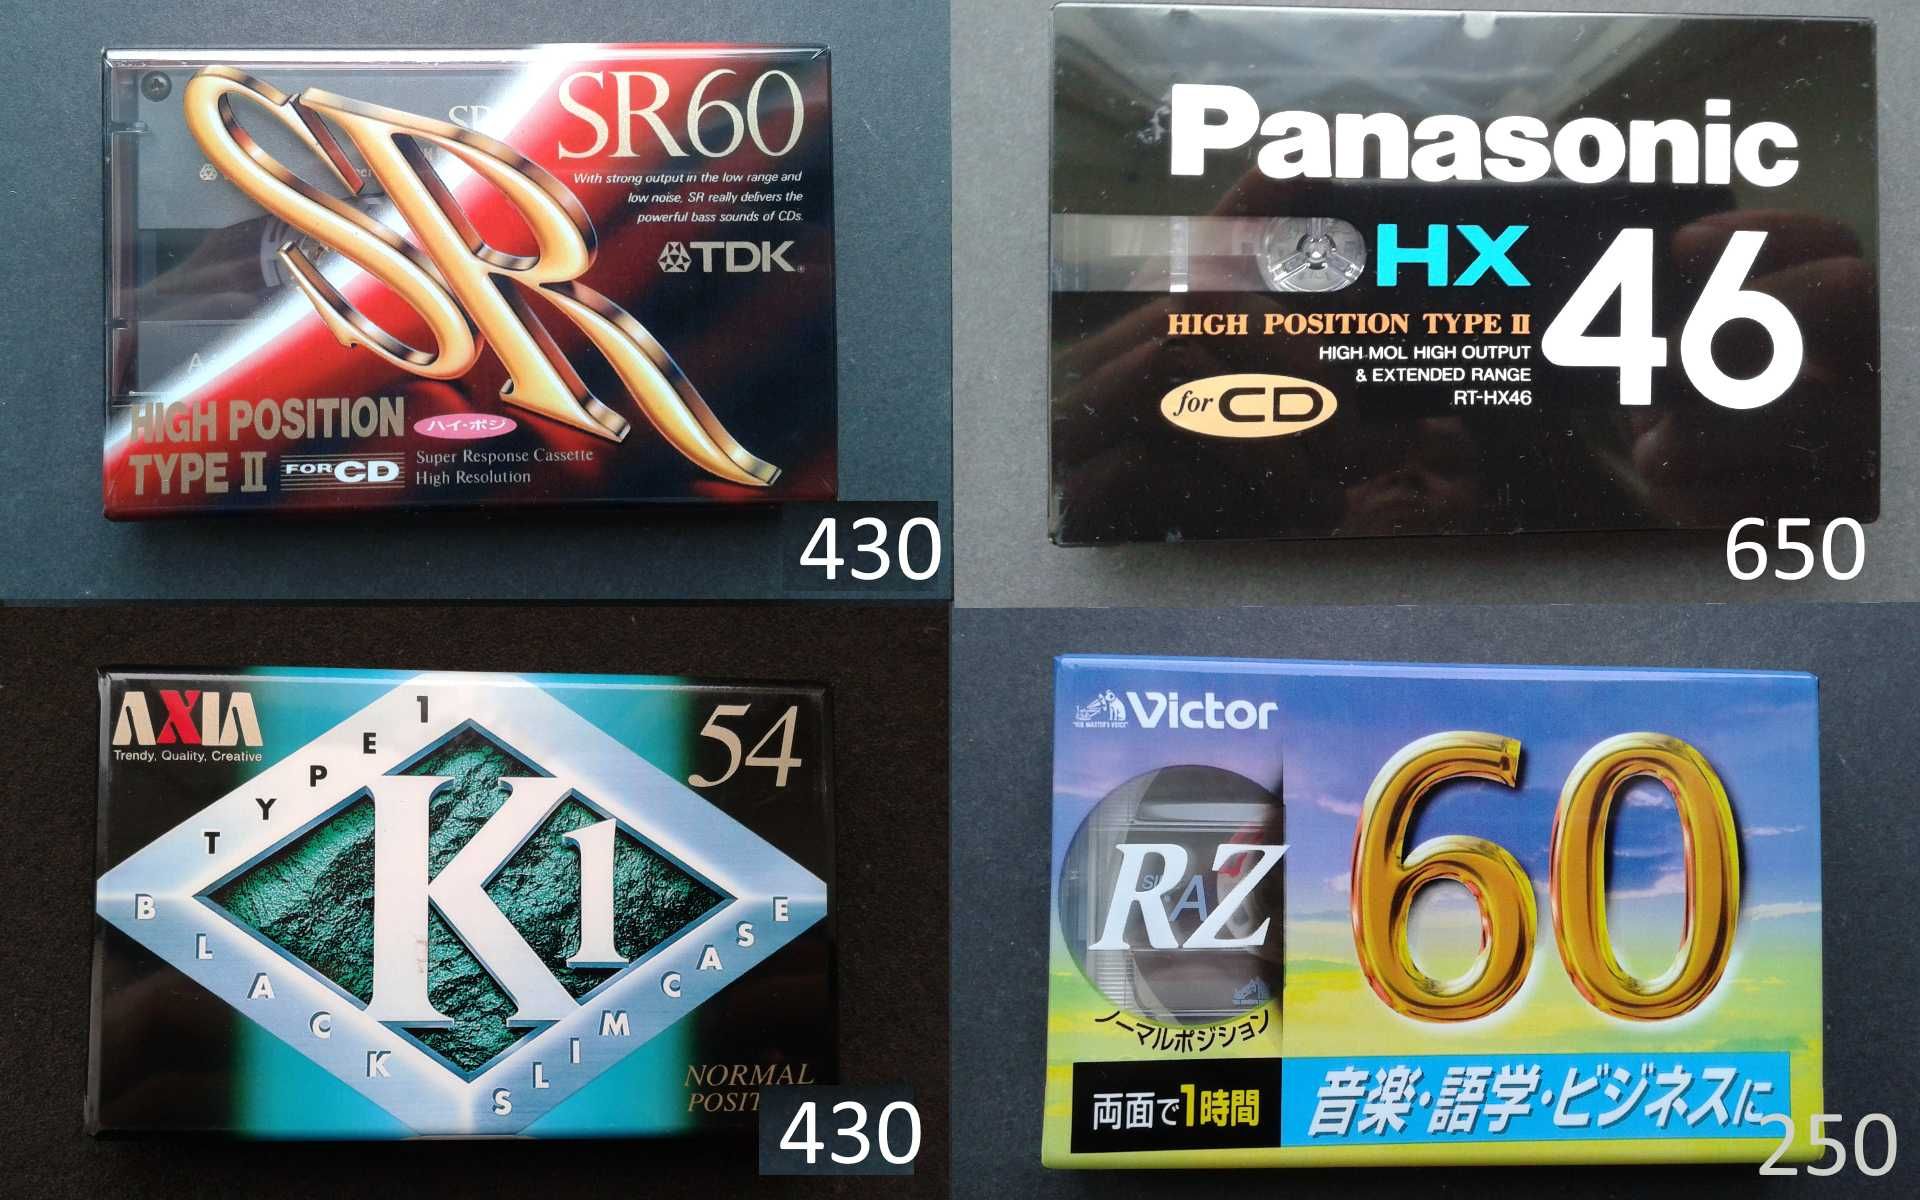 SR60
With strong output in the low range and
low noise, SR really delivers the
powerful bass sounds of CDs.
TDK
SR
HIGH POSITION
ハイ・ポジ
TYPE II
FOR CD
Super Response Cassette
High Resolution
430
Panasonic
HX
46
HIGH POSITION TYPE II
HIGH MOL HIGH OUTPUT
& EXTENDED RANGE
RT-HX46
for CD
650
AXIA
Trendy, Quality, Creative
54
TYPE 1
K1
BLACK SLIM CASE
NORMAL
430
Victor
"HIS MASTER'S VOICE"
60
RZ
A
ノーマルポジション
両面で1時間
音楽・語学・ビジネスに
250